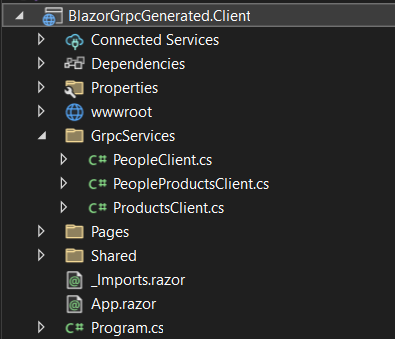 BlazorGrpcGenerated.Client
Connected Services
Dependencies
Properties
wwwroot
GrpcServices
C# PeopleClient.cs
C# PeopleProductsClient.cs
C# ProductsClient.cs
Pages
Shared
_Imports.razor
App.razor
C# Program.cs